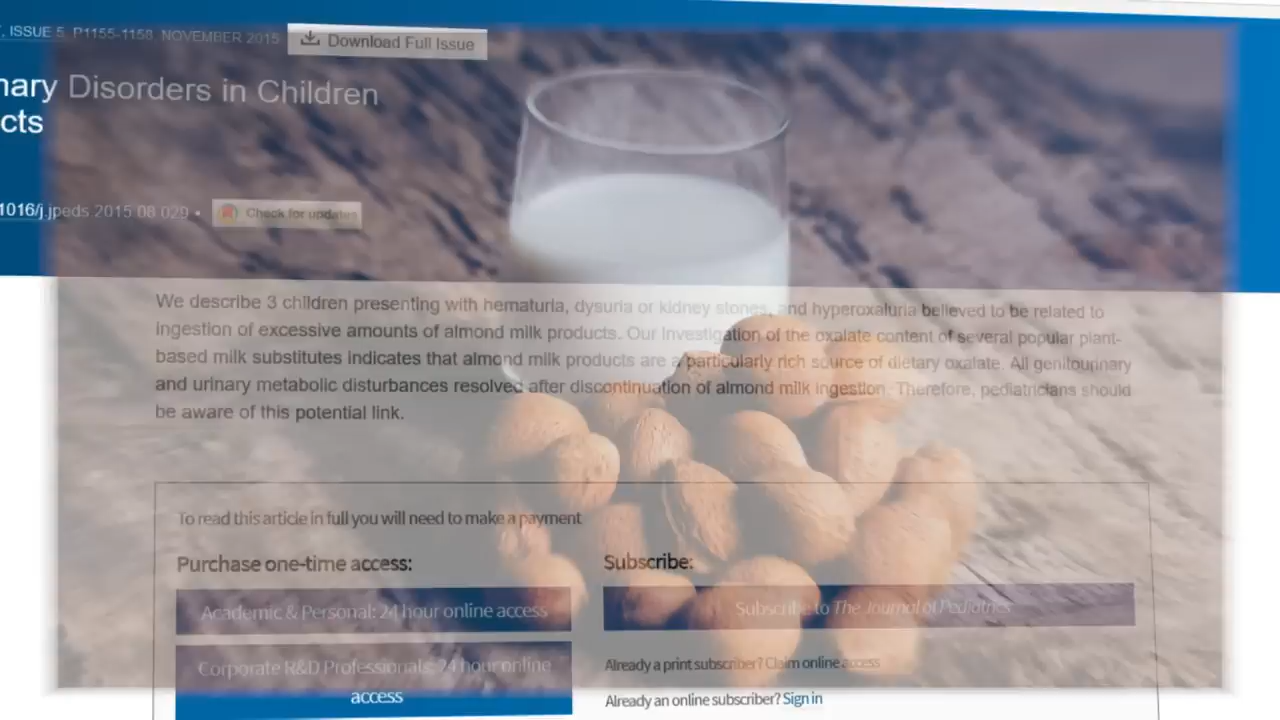 , ISSUE 5, P1155-1158, NOVEMBER 2015 Download Full Issue
nary Disorders in Children
cts
1016/j.jpeds.2015.08.029 • Check for updates
We describe 3 children presenting with hematuria, dysuria or kidney stones, and hyperoxaluria believed to be related to
ingestion of excessive amounts of almond milk products. Our investigation of the oxalate content of several popular plant-
based milk substitutes indicates that almond milk products are a particularly rich source of dietary oxalate. All genitourinary
and urinary metabolic disturbances resolved after discontinuation of almond milk ingestion. Therefore, pediatricians should
be aware of this potential link.
To read this article in full you will need to make a payment
Purchase one-time access:
Academic & Personal: 24 hour online access
Corporate R&D Professionals: 24 hour online
access
Subscribe:
Subscribe to The Journal of Pediatrics
Already a print subscriber? Claim online access
Already an online subscriber? Sign in